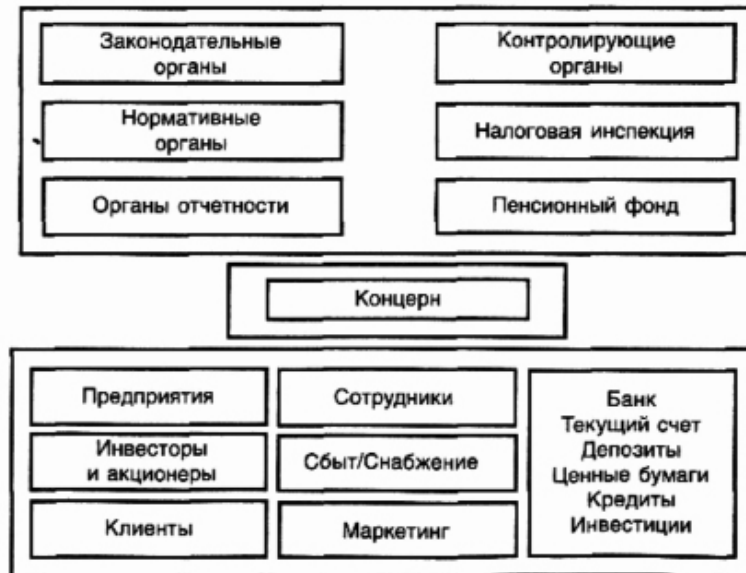 Законодательные
органы
Контролирующие
органы
Нормативные
органы
Налоговая инспекция
Органы отчетности
Пенсионный фонд
Концерн
Предприятия
Сотрудники
Инвесторы
и акционеры
Сбыт/Снабжение
Клиенты
Маркетинг
Банк
Текущий счет
Депозиты
Ценные бумаги
Кредиты
Инвестиции